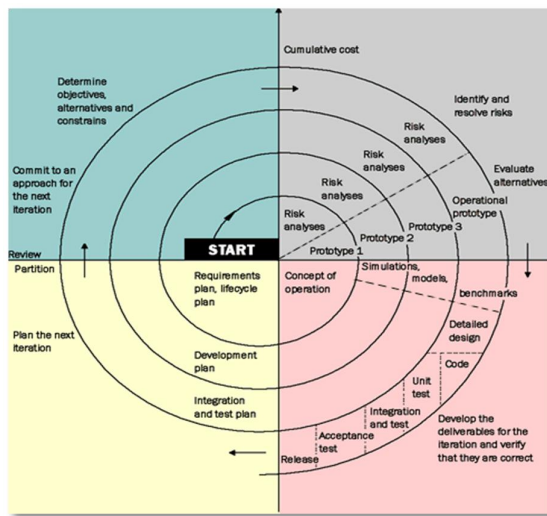 Cumulative cost
Determine
objectives,
alternatives and
constrains
Identify and
resolve risks
Risk
analyses
Risk
analyses
Risk
analyses
Risk
analyses
Commit to an
approach for
the next
iteration
Evaluate
alternatives
Operational
prototype
Prototype 3
Prototype 2
Prototype 1
START
Review
Partition
Requirements
plan, lifecycle
plan
Concept of
operation
Simulations,
models,
benchmarks
Plan the next
iteration
Development
plan
Integration
and test plan
Detailed
design
Code
Unit
test
Integration
and test
Acceptance
test
Release
Develop the
deliverables for the
iteration and verify
that they are correct